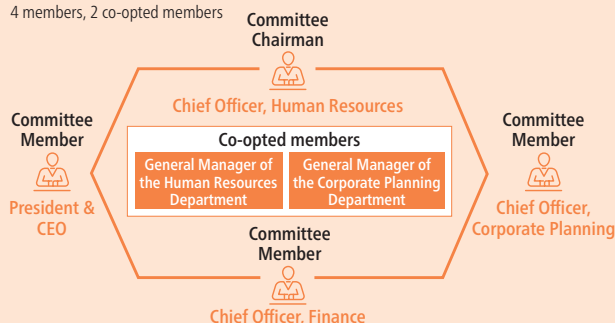 4 members, 2 co-opted members
Committee
Chairman
Chief Officer, Human Resources
Committee
Member
President &
CEO
Co-opted members
General Manager of
the Human Resources
Department
General Manager of
the Corporate Planning
Department
Committee
Member
Chief Officer,
Corporate Planning
Committee
Member
Chief Officer, Finance